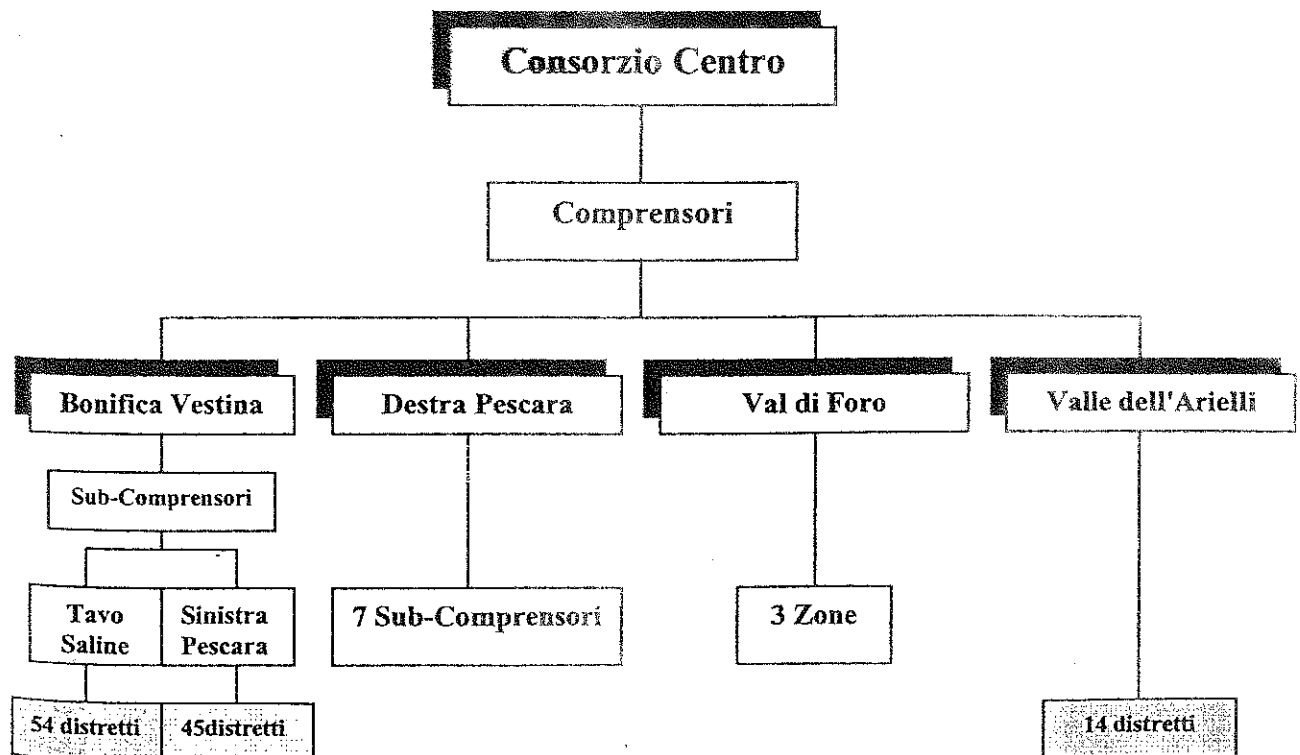 Consorzio Centro
Comprensori
Bonifica Vestina
Destra Pescara
Val di Foro
Valle dell'Arielli
Sub-Comprensori
Tavo
Saline
Sinistra
Pescara
7 Sub-Comprensori
3 Zone
54 distretti
45distretti
14 distretti